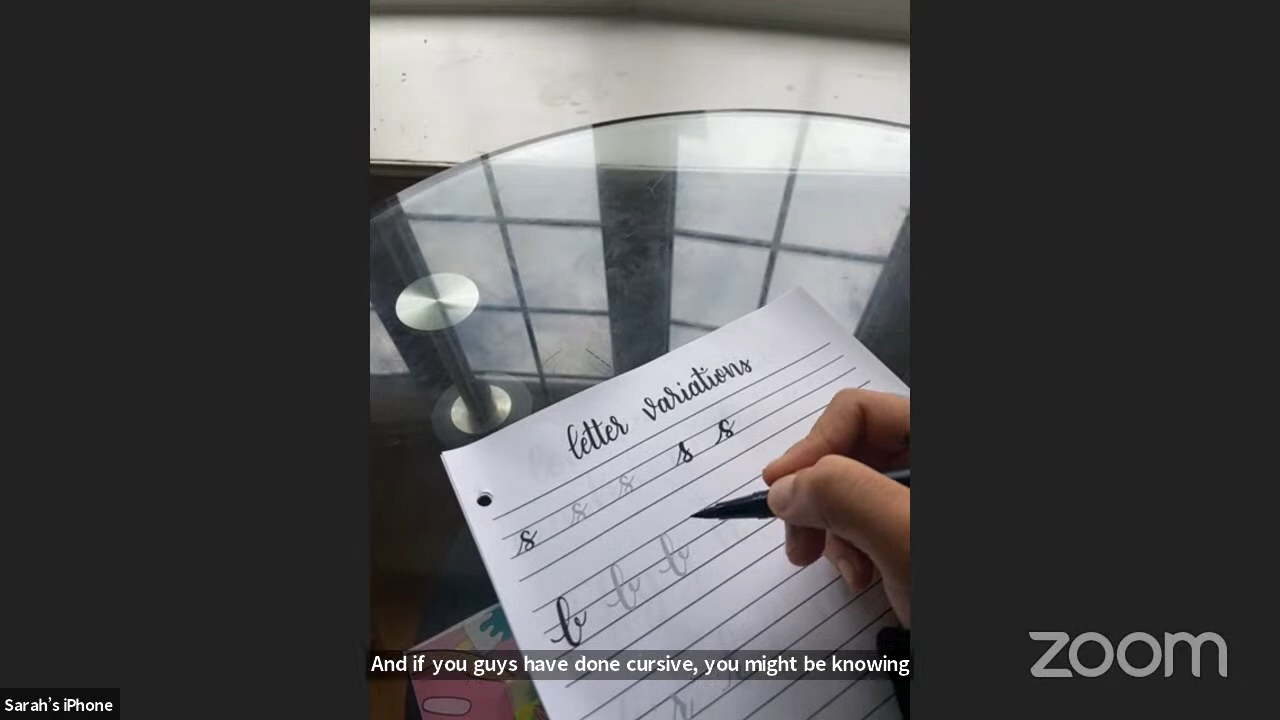 letter variations
s s s s s
b b b
And if you guys have done cursive, you might be knowing
zoom
Sarah's iPhone